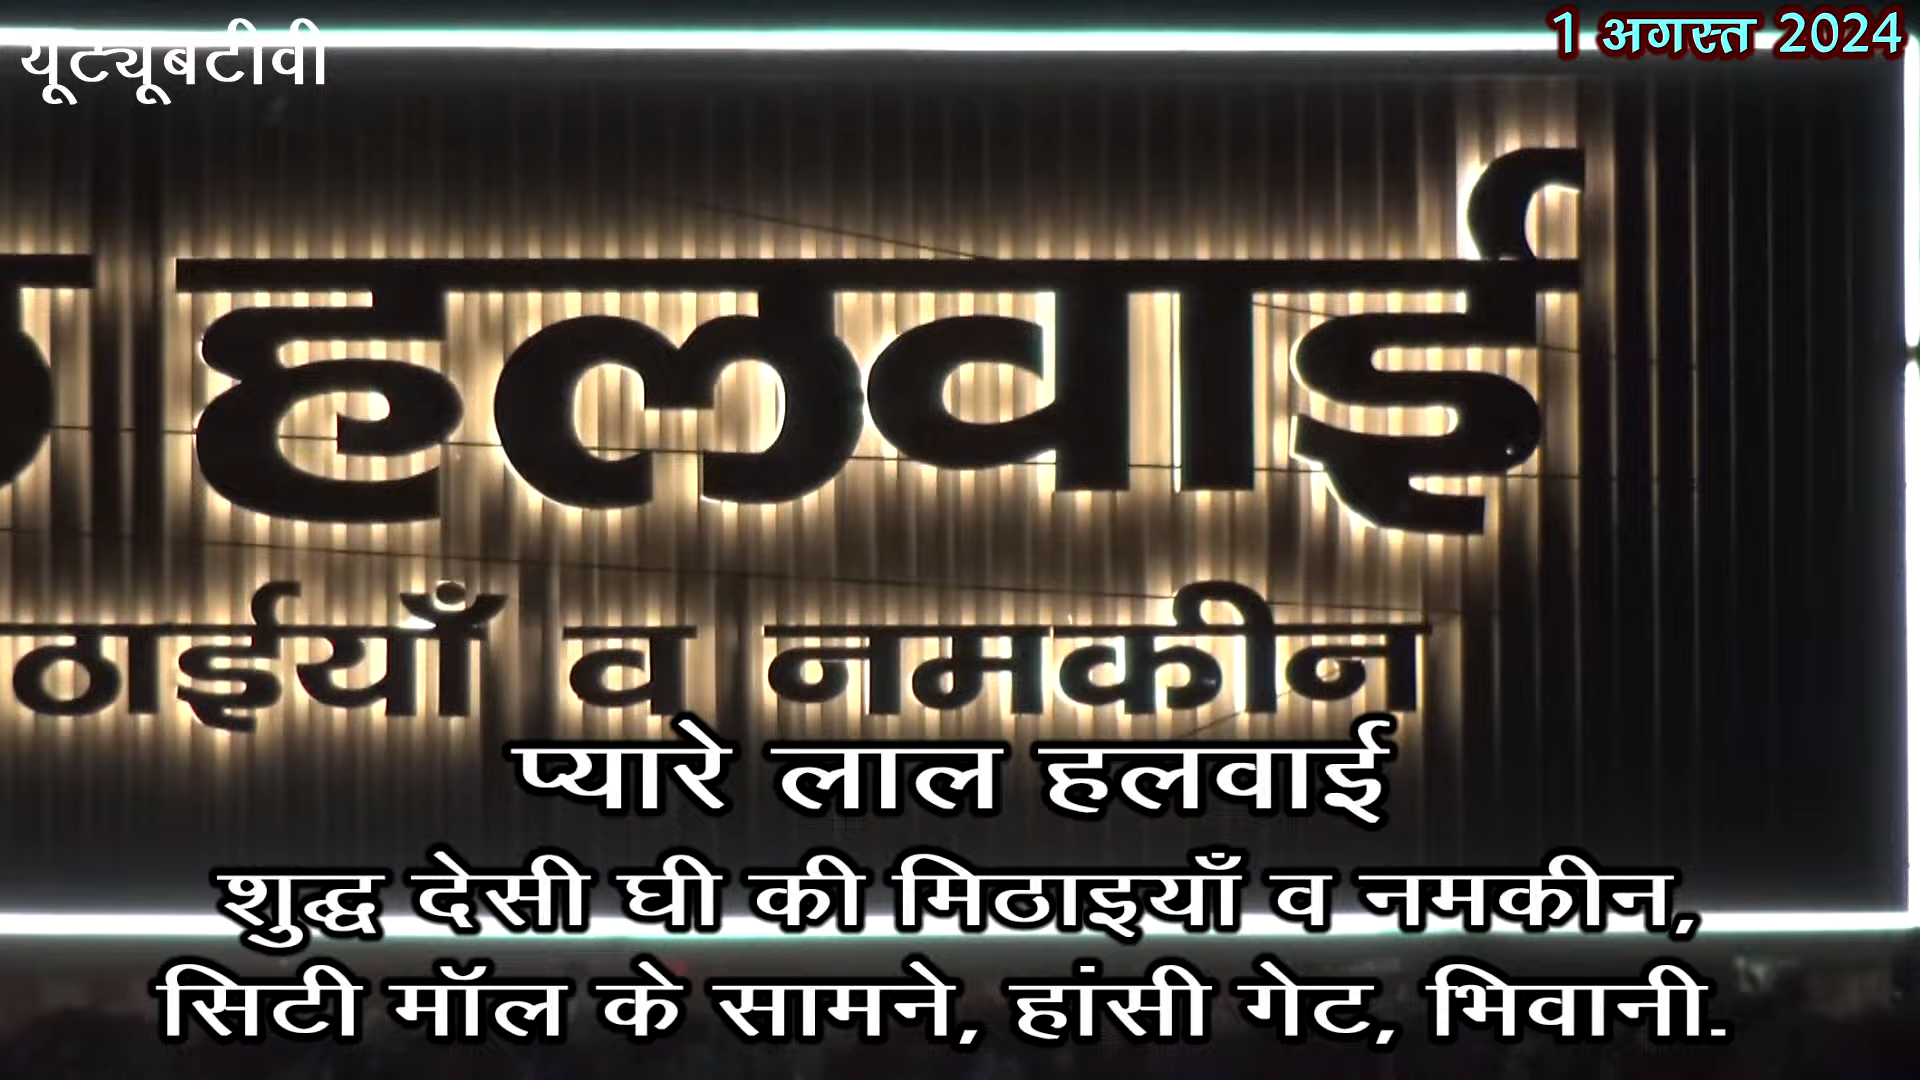 यूट्यूबटीवी
1 अगस्त 2024
हलवाई
ठाईयाँ व नमकीन
प्यारे लाल हलवाई
शुद्ध देसी घी की मिठाइयाँ व नमकीन,
सिटी मॉल के सामने, हांसी गेट, भिवानी.